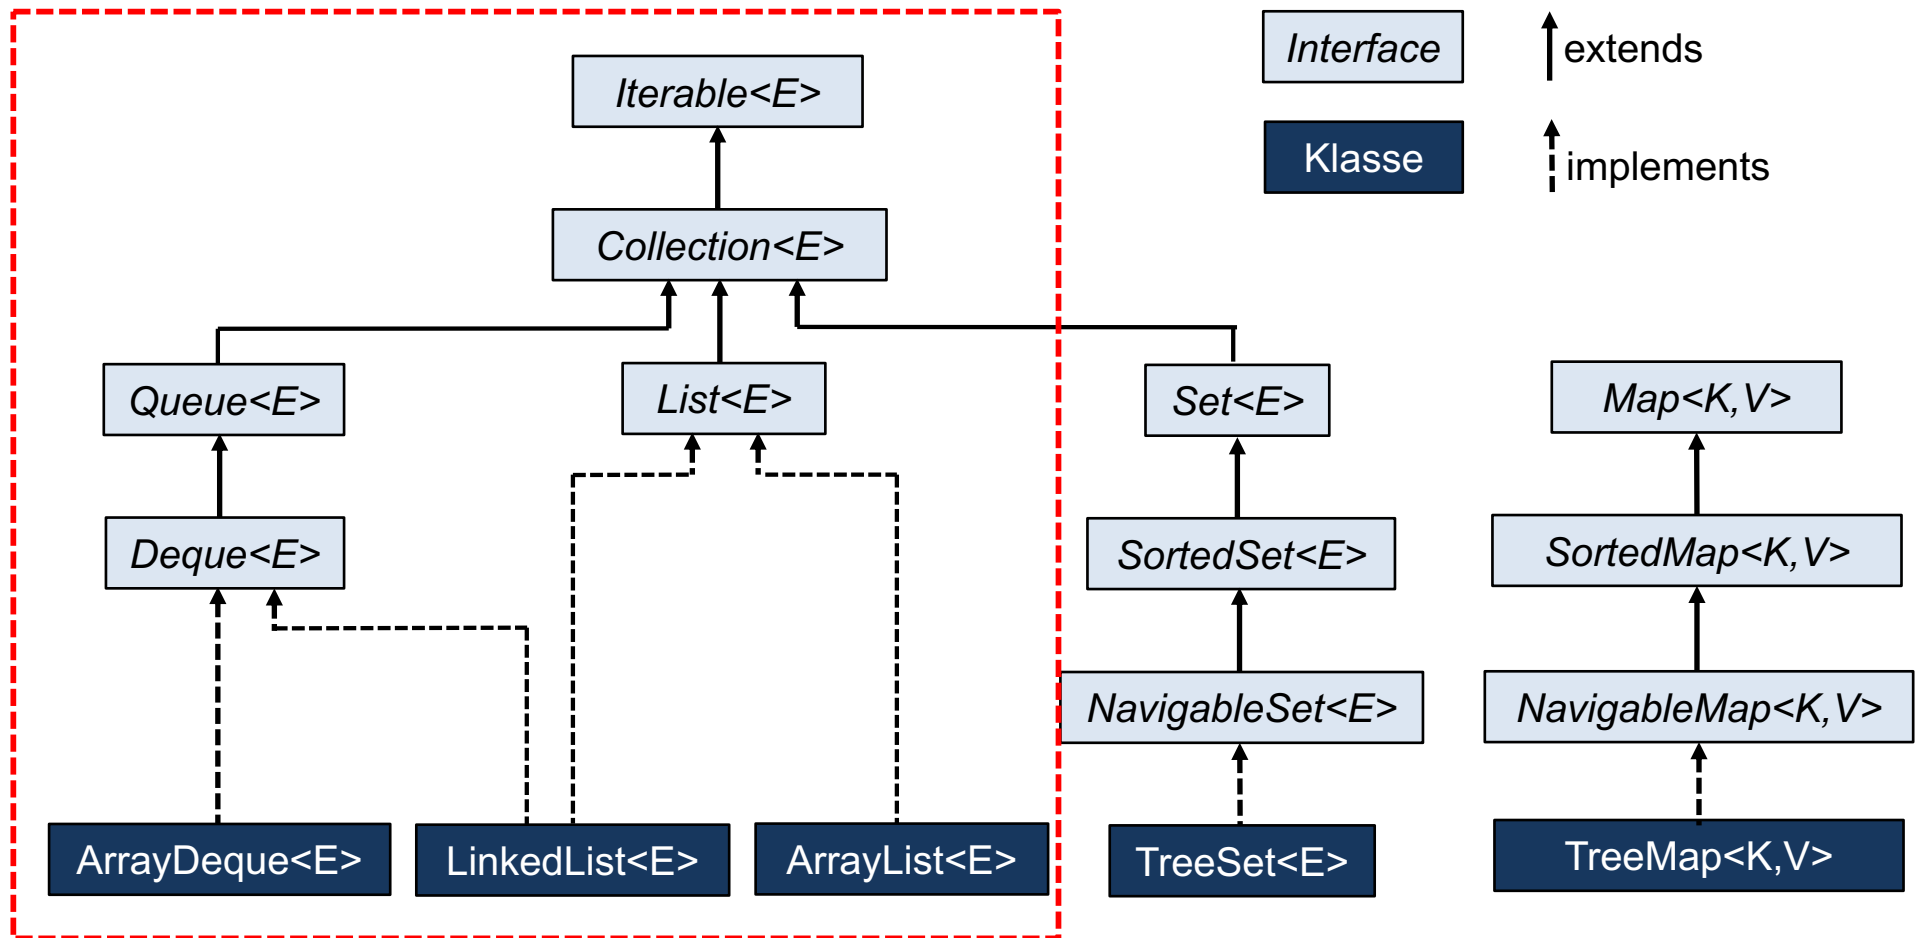 Interface
extends
Iterable<E>
Klasse
implements
Collection<E>
Queue<E>
List<E>
Set<E>
Map<K,V>
Deque<E>
SortedSet<E>
SortedMap<K,V>
NavigableSet<E>
NavigableMap<K,V>
ArrayDeque<E>
LinkedList<E>
ArrayList<E>
TreeSet<E>
TreeMap<K,V>